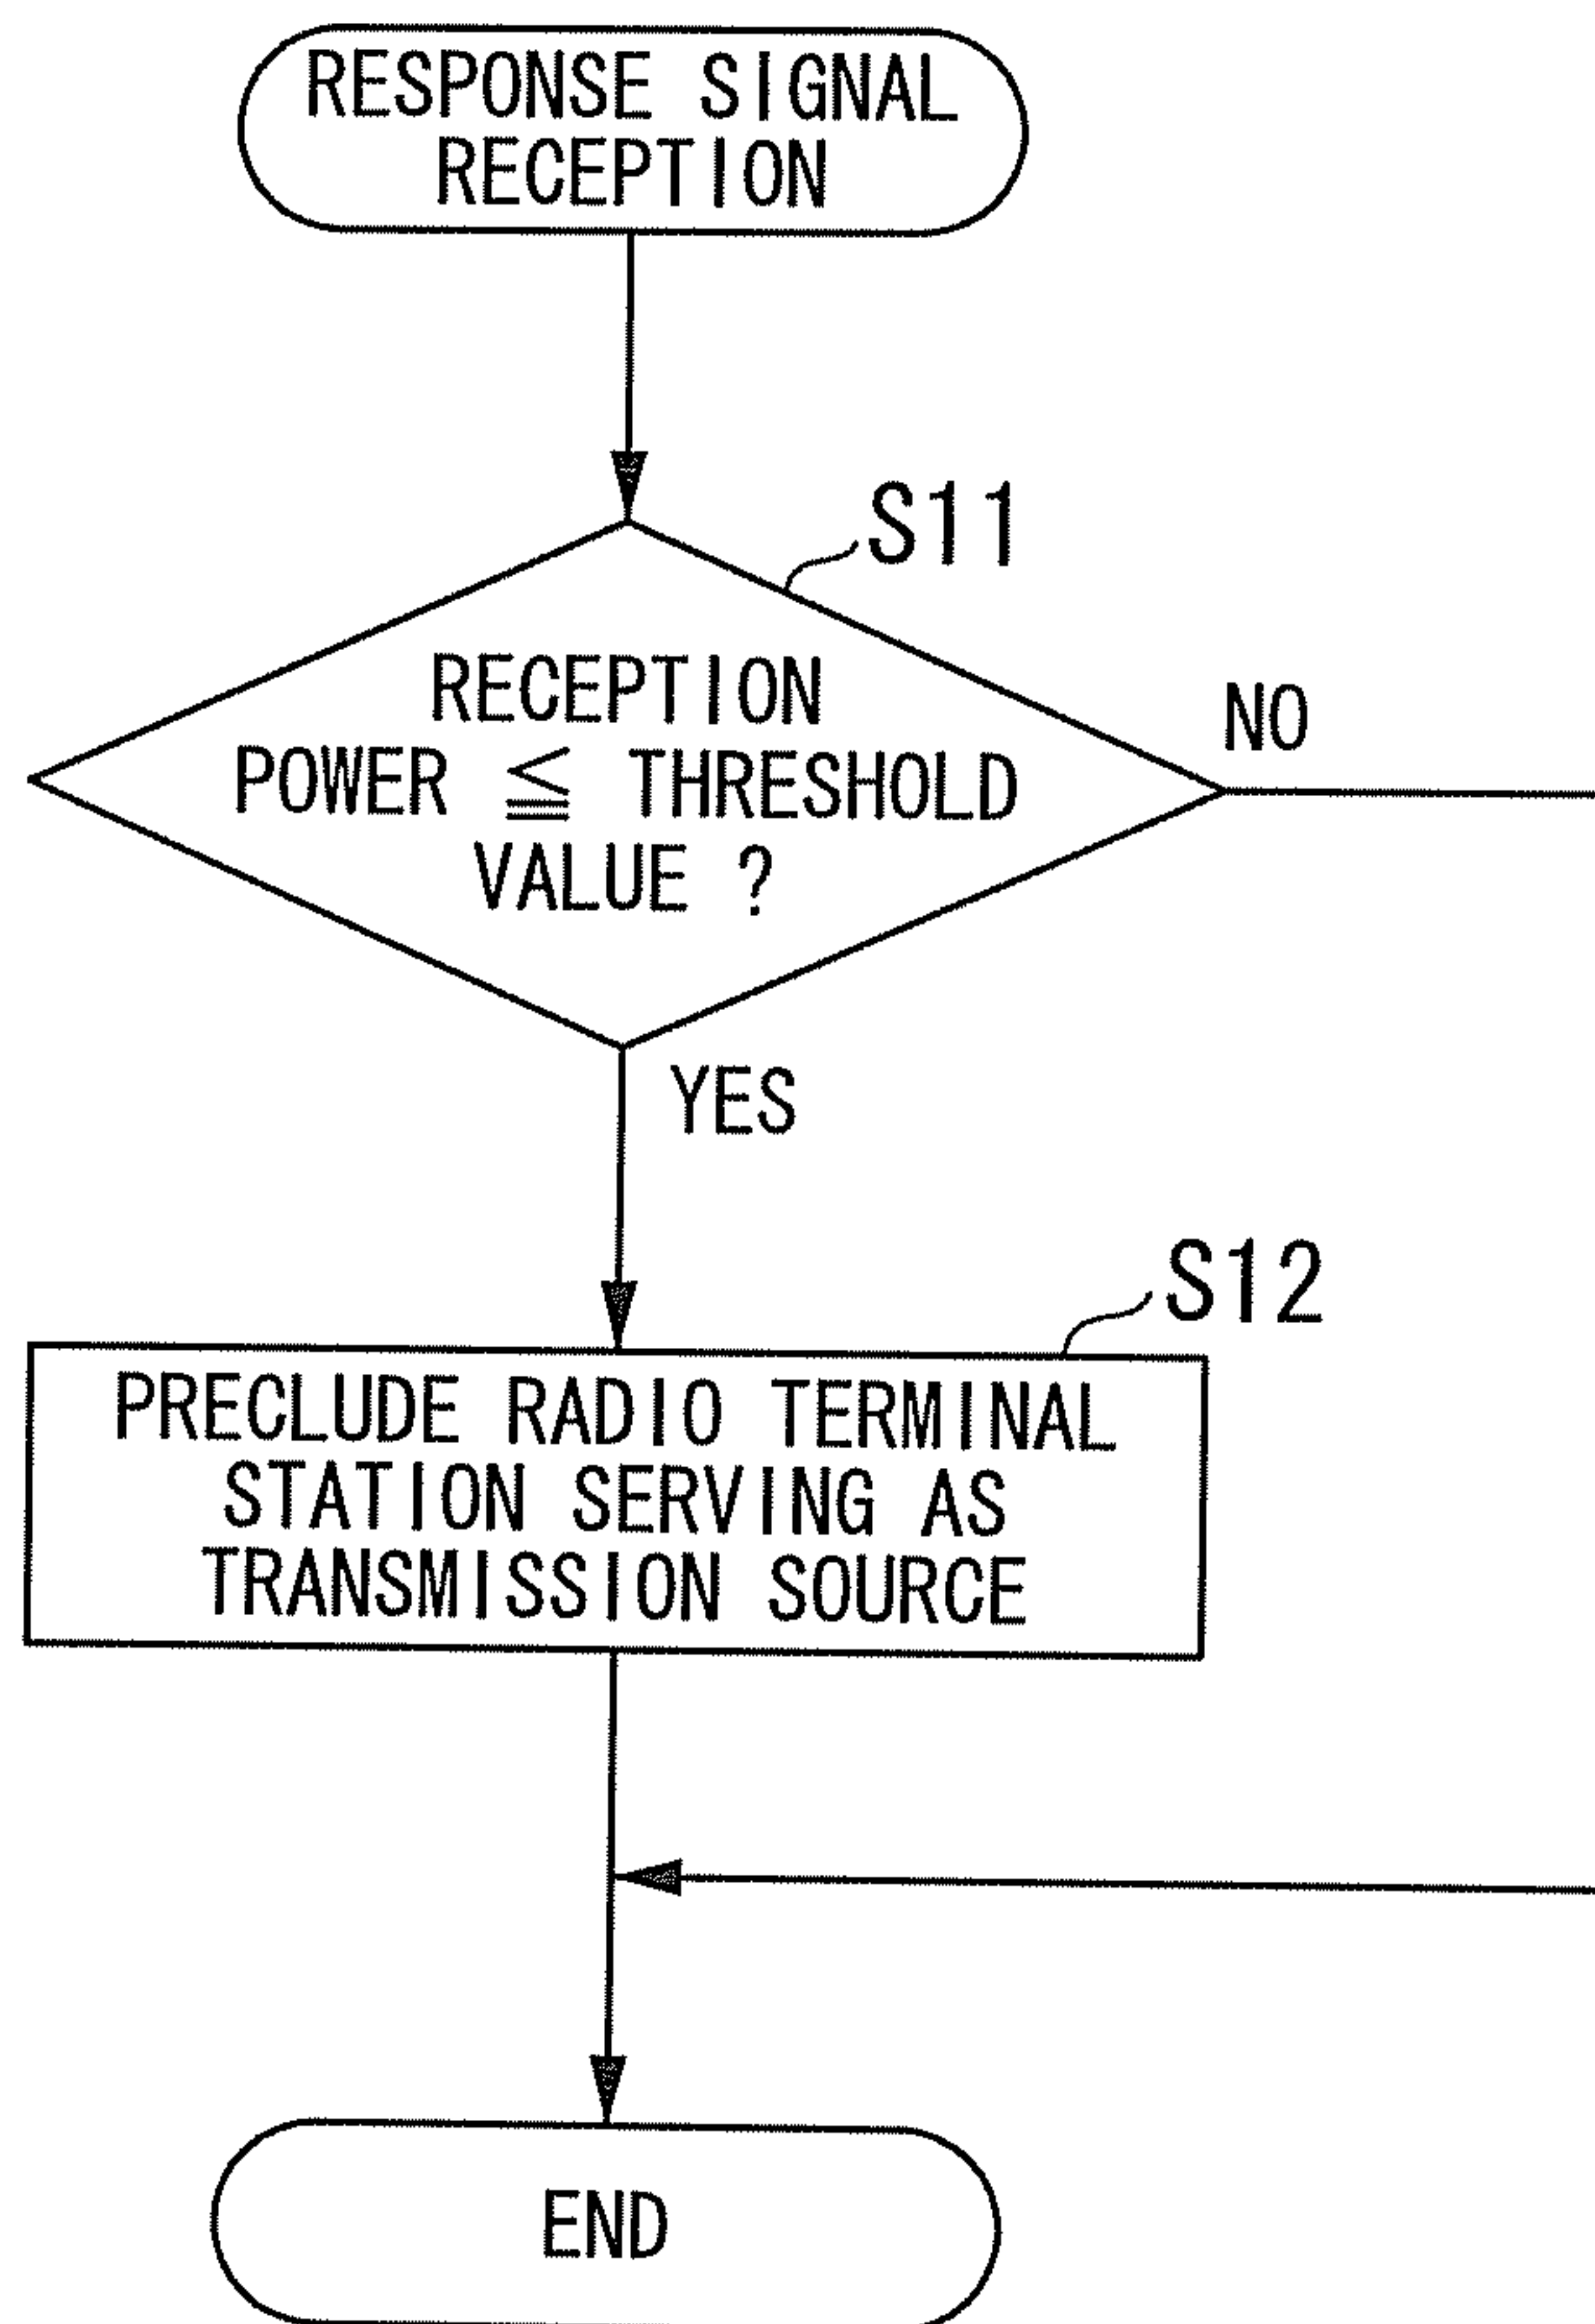 RESPONSE SIGNAL
RECEPTION
S11
RECEPTION
POWER ≦ THRESHOLD
VALUE ?
NO
YES
S12
PRECLUDE RADIO TERMINAL
STATION SERVING AS
TRANSMISSION SOURCE
END